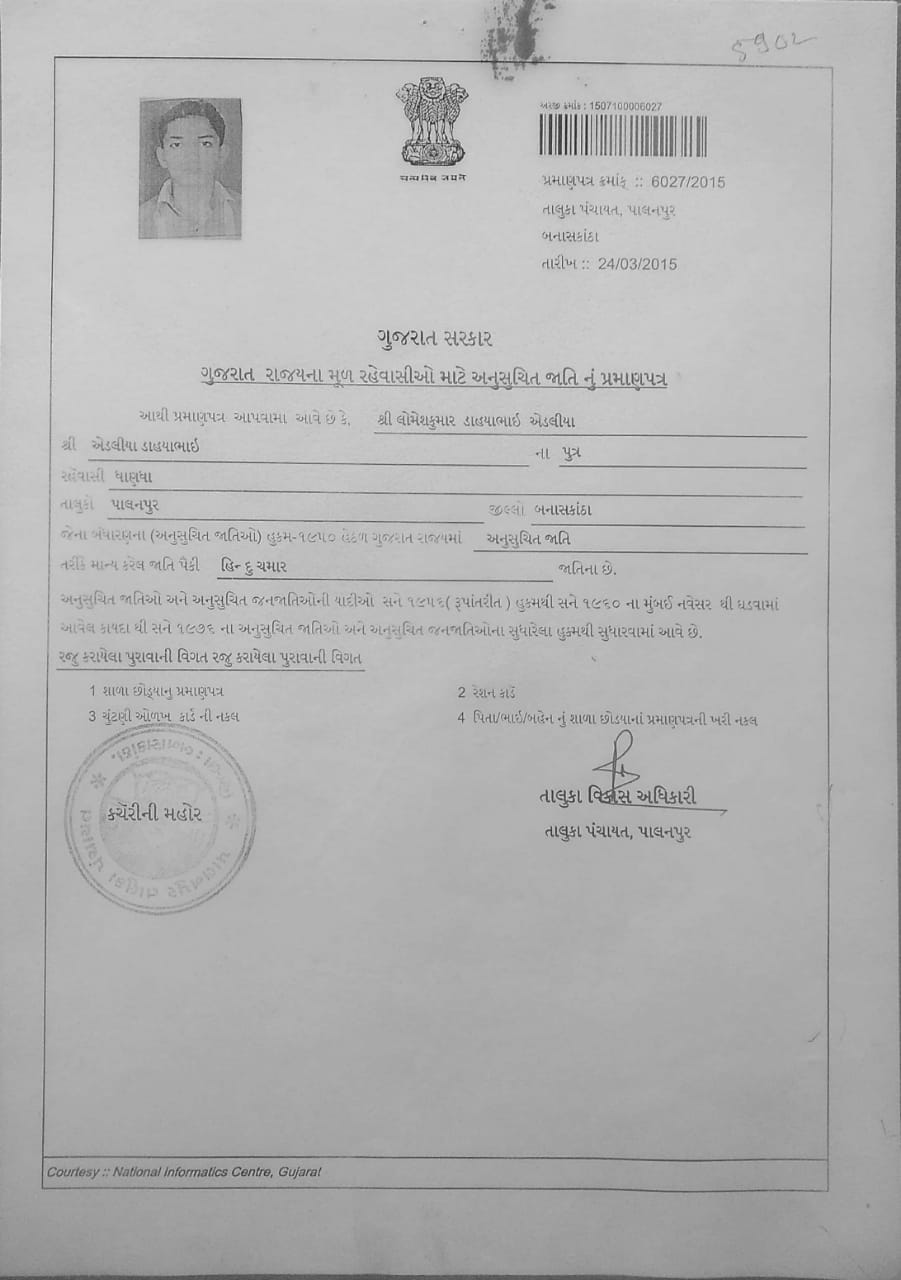 5902
અરજી ક્રમાંક : 1507100006027
સત્યમેવ જયતે
પ્રમાણપત્ર ક્રમાંક :: 6027/2015
તાલુકા પંચાયત, પાલનપુર
બનાસકાંઠા
તારીખ :: 24/03/2015
ગુજરાત સરકાર
ગુજરાત રાજયના મૂળ રહેવાસીઓ માટે અનુસુચિત જાતિ નું પ્રમાણપત્ર
આથી પ્રમાણપત્ર આપવામા આવે છે કે, શ્રી લોમેશકુમાર ડાહયાભાઇ એડલીયા
શ્રી એડલીયા ડાહયાભાઇ ના પુત્ર
રહેવાસી ધાણધા
તાલુકો પાલનપુર જીલ્લો બનાસકાંઠા
જેના બંધારણના (અનુસુચિત જાતિઓ) હુકમ-૧૯૫૦ હેઠળ ગુજરાત રાજયમાં અનુસુચિત જાતિ
તરીકે માન્ય કરેલ જાતિ પૈકી હિન્દુ ચમાર જાતિના છે.
અનુસુચિત જાતિઓ અને અનુસુચિત જનજાતિઓની યાદીઓ સને ૧૯૫૬( રૂપાંતરીત ) હુકમથી સને ૧૯૬૦ ના મુંબઈ નવેસર થી ઘડવામાં
આવેલ કાયદા થી સને ૧૯૭૬ ના અનુસુચિત જાતિઓ અને અનુસુચિત જનજાતિઓના સુધારેલા હુકમથી સુધારવામાં આવે છે.
રજુ કરાયેલા પુરાવાની વિગત રજુ કરાયેલા પુરાવાની વિગત
1 શાળા છોડ્યાનુ પ્રમાણપત્ર 2 રેશન કાર્ડ
3 ચુંટણી ઓળખ કાર્ડ ની નકલ 4 પિતા/ભાઇ/બહેન નું શાળા છોડયાનાં પ્રમાણપત્રની ખરી નકલ
કચેરીની મહોર
તાલુકા વિકાસ અધિકારી
તાલુકા પંચાયત, પાલનપુર
Courtesy :: National Informatics Centre, Gujarat